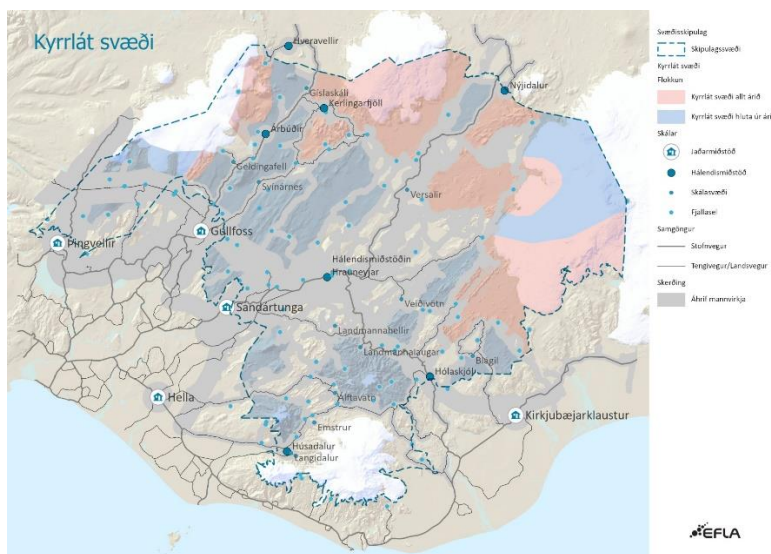 Kyrrlát svæði
Hveravellir
Nýidalur
Gíslaskáli
Kerlingarfjöll
Árbúðir
Geldingafell
Svínárnes
Versalir
Gullfoss
Þingvellir
Hálendismiðstöðin
Hrauneyjar
Sandártunga
Veiðivötn
Landmannahellir
Landmannalaugar
Blágil
Hólaskjól
Hella
Álftavatn
Kirkjubæjarklaustur
Emstrur
Húsadalur
Langidalur
Svæðisskipulag
Skipulagssvæði
Kyrrlát svæði
Flokkun
Kyrrlát svæði allt árið
Kyrrlát svæði hluta úr ári
Skálar
Jaðarmiðstöð
Hálendismiðstöð
Skálasvæði
Fjallasel
Samgöngur
Stofnvegur
Tengivegur/Landsvegur
Skerðing
Áhrif mannvirkja
EFLA